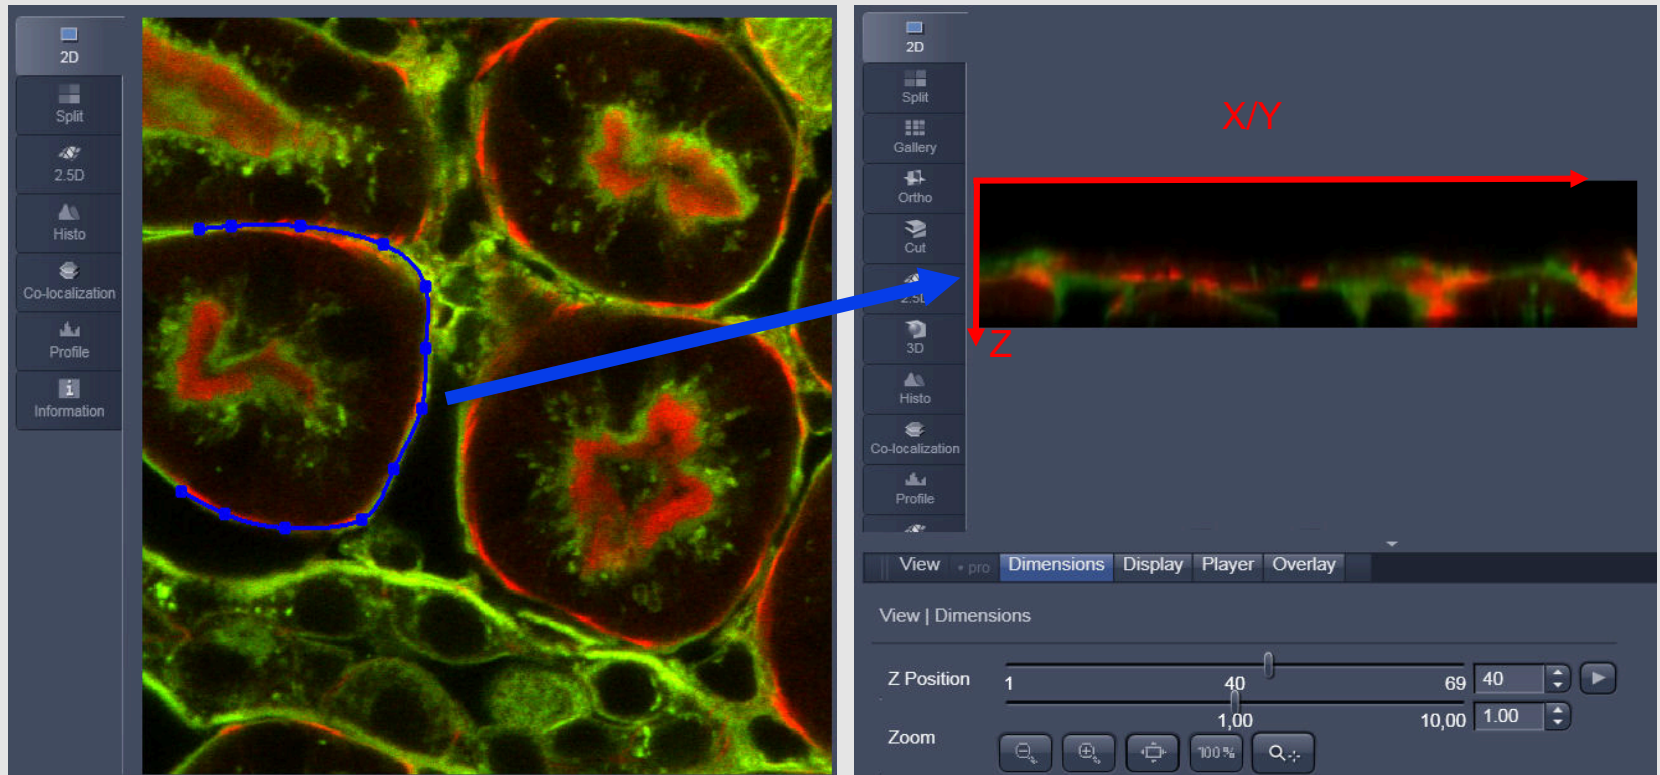 2D
Split
2.5D
Histo
Co-localization
Profile
Information
2D
Split
Gallery
Ortho
Cut
2.5D
3D
Histo
Co-localization
Profile
X/Y
Z
View • pro Dimensions Display Player Overlay
View | Dimensions
Z Position 1 40 69 40
1,00 10,00 1.00
Zoom
100 %